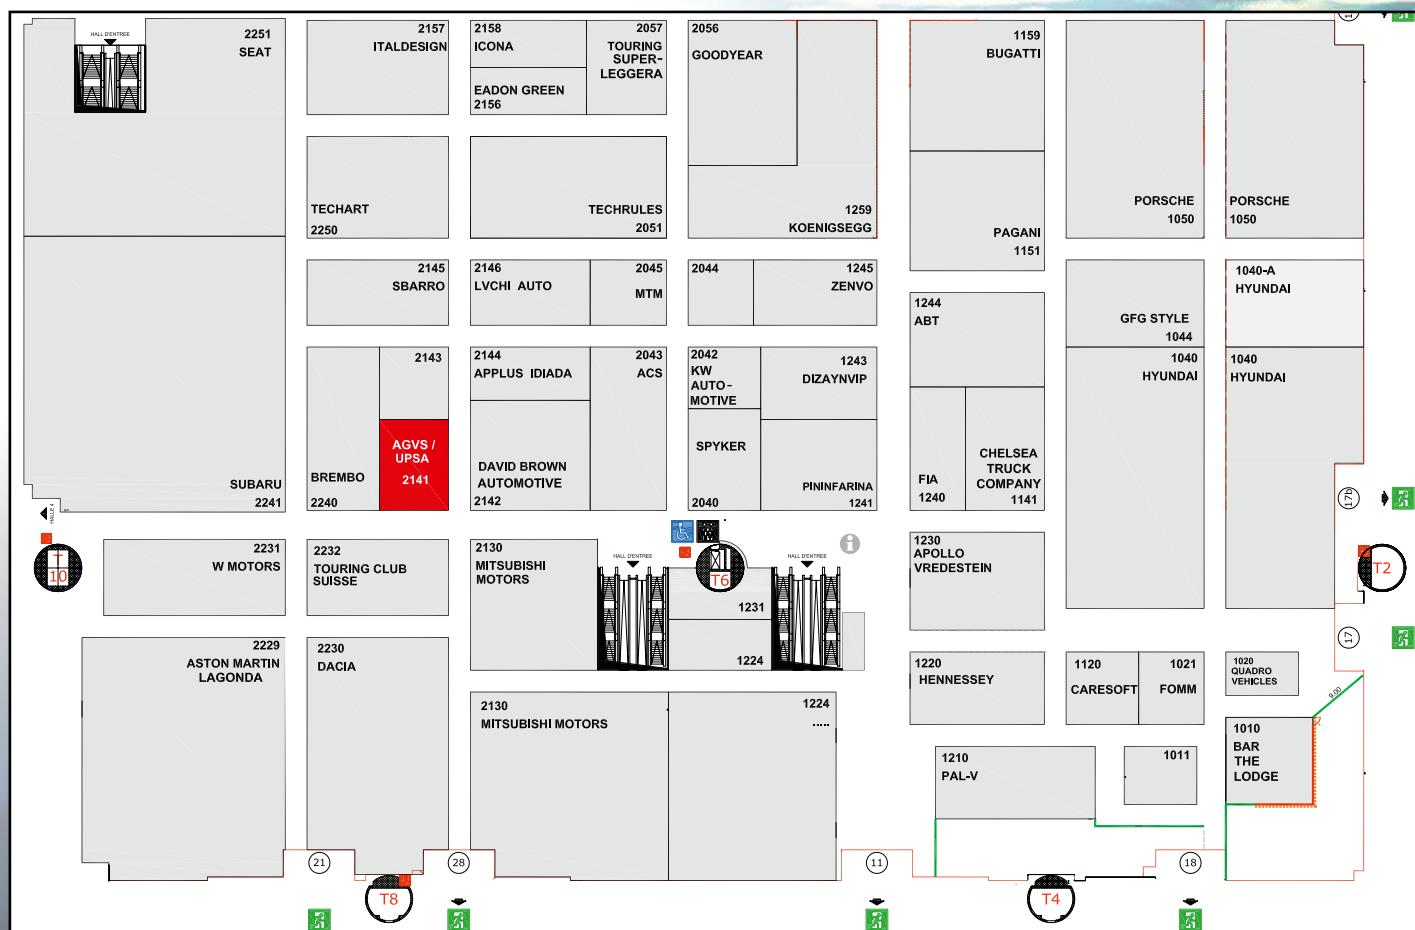 HALL D'ENTREE
2251
SEAT
2157
ITALDESIGN
2158
ICONA
2057
TOURING
SUPER-
LEGGERA
EADON GREEN
2156
2056
GOODYEAR
1159
BUGATTI
TECHART
2250
TECHRULES
2051
1259
KOENIGSEGG
PAGANI
1151
PORSCHE
1050
PORSCHE
1050
2145
SBARRO
2146
LVCHI AUTO
2045
MTM
2044
1245
ZENVO
1244
ABT
GFG STYLE
1044
1040-A
HYUNDAI
2143
2144
APPLUS IDIADA
2043
ACS
2042
KW
AUTO-
MOTIVE
1243
DIZAYNVIP
1040
HYUNDAI
1040
HYUNDAI
SUBARU
2241
BREMBO
2240
AGVS /
UPSA
2141
DAVID BROWN
AUTOMOTIVE
2142
SPYKER
2040
PININFARINA
1241
FIA
1240
CHELSEA
TRUCK
COMPANY
1141
HALLE 4
17b
T
10
2231
W MOTORS
2232
TOURING CLUB
SUISSE
2130
MITSUBISHI
MOTORS
HALL D'ENTREE
T6
HALL D'ENTREE
i
1231
1224
1230
APOLLO
VREDESTEIN
T2
17
2229
ASTON MARTIN
LAGONDA
2230
DACIA
1220
HENNESSEY
1120
CARESOFT
1021
FOMM
1020
QUADRO
VEHICLES
9.00
2130
MITSUBISHI MOTORS
1224
.....
1210
PAL-V
1011
1010
BAR
THE
LODGE
21
28
11
18
T8
T4